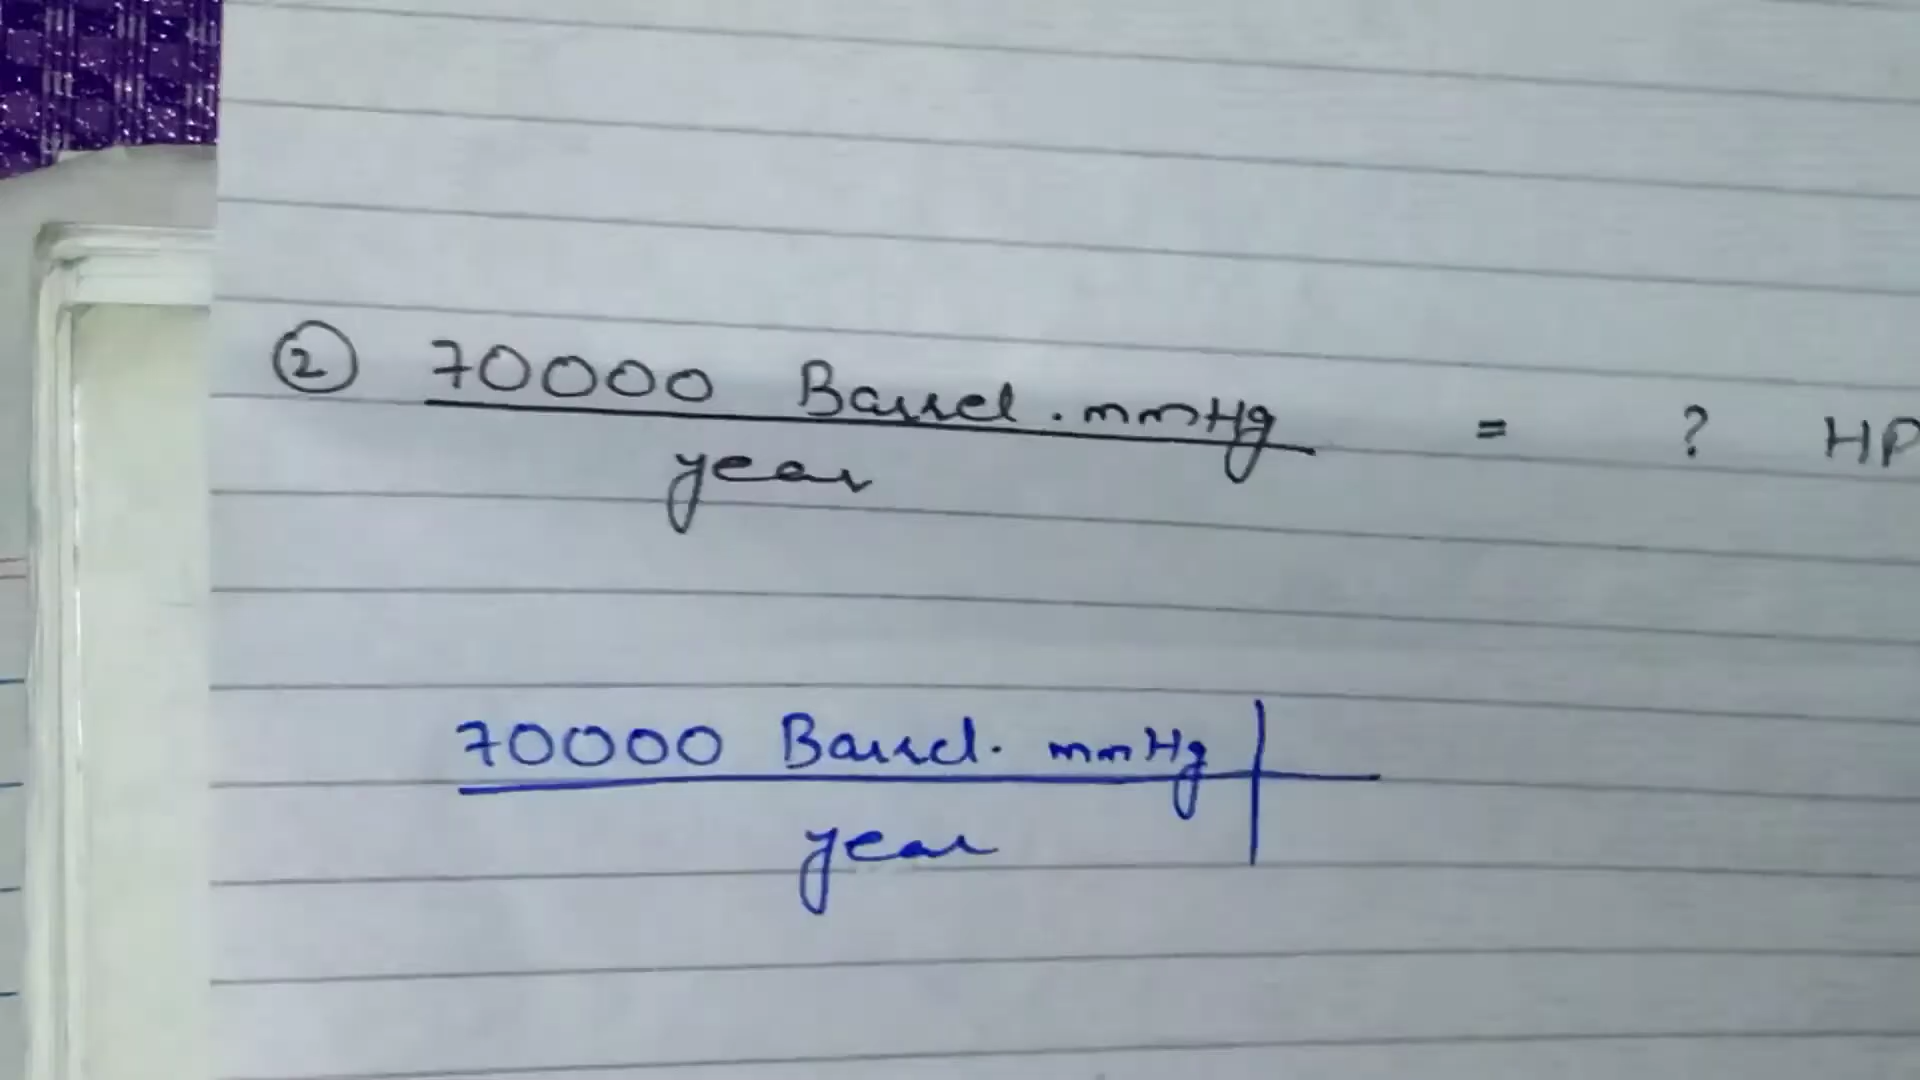 ② 70000 Barrel . mmHg = ? HP
year
70000 Barrel. mmHg
year